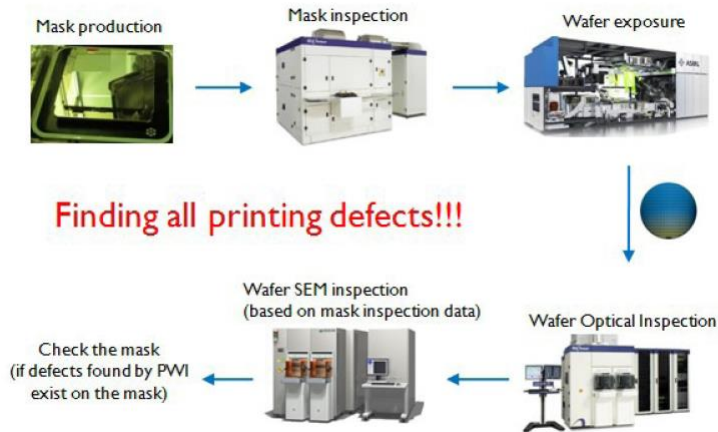 Mask production
Mask inspection
Wafer exposure
ASML
Finding all printing defects!!!
Wafer SEM inspection
(based on mask inspection data)
Wafer Optical Inspection
Check the mask
(if defects found by PWI
exist on the mask)